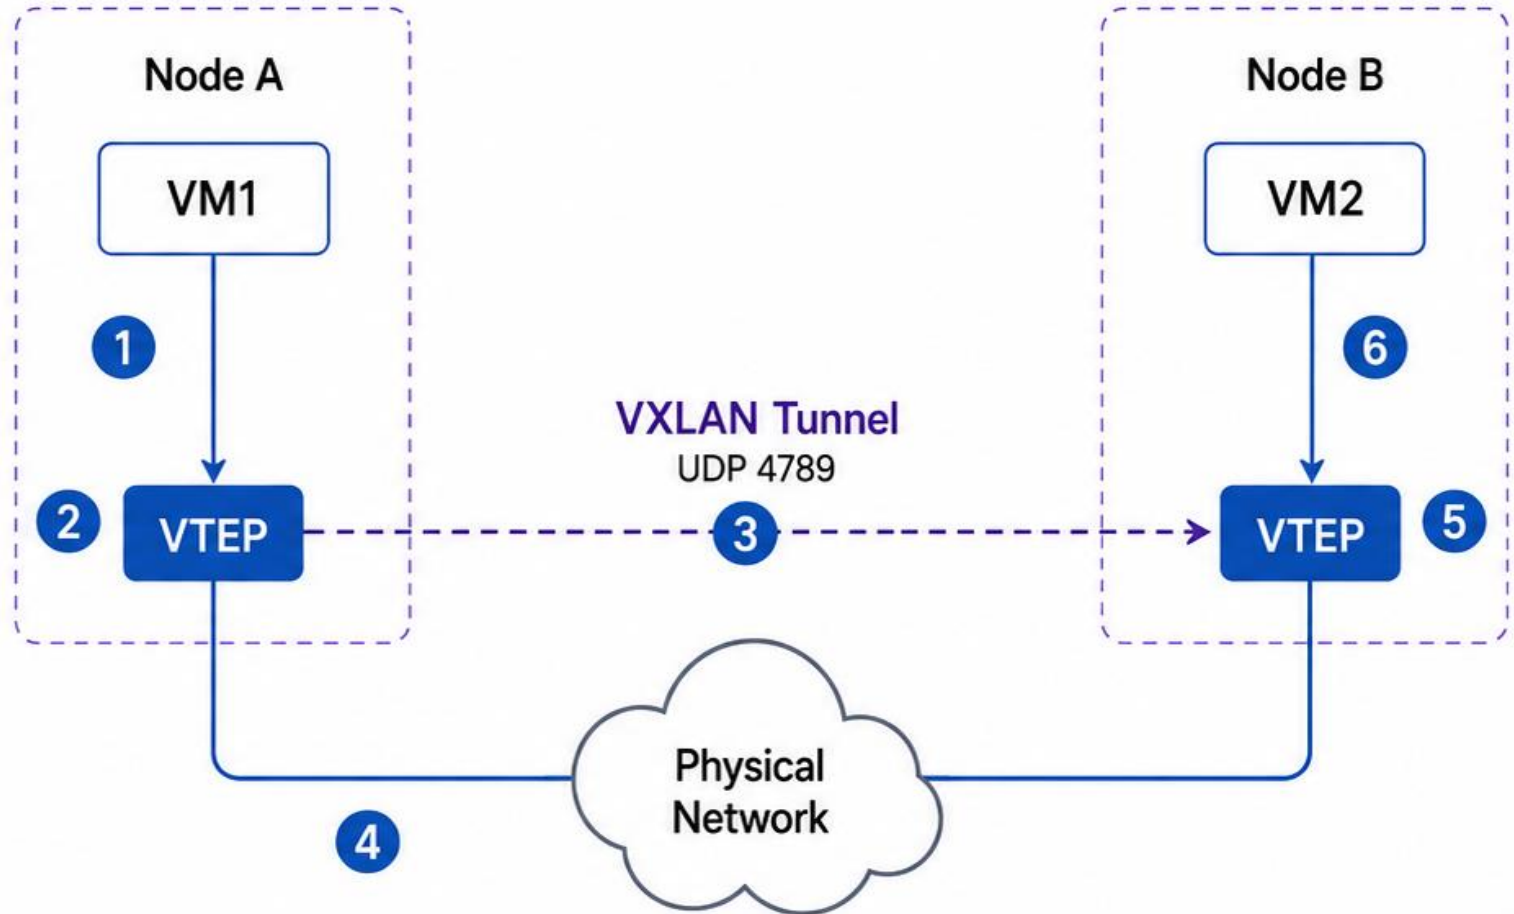 Node A
Node B
VM1
VM2
1
6
VXLAN Tunnel
UDP 4789
2
VTEP
3
VTEP
5
Physical
Network
4